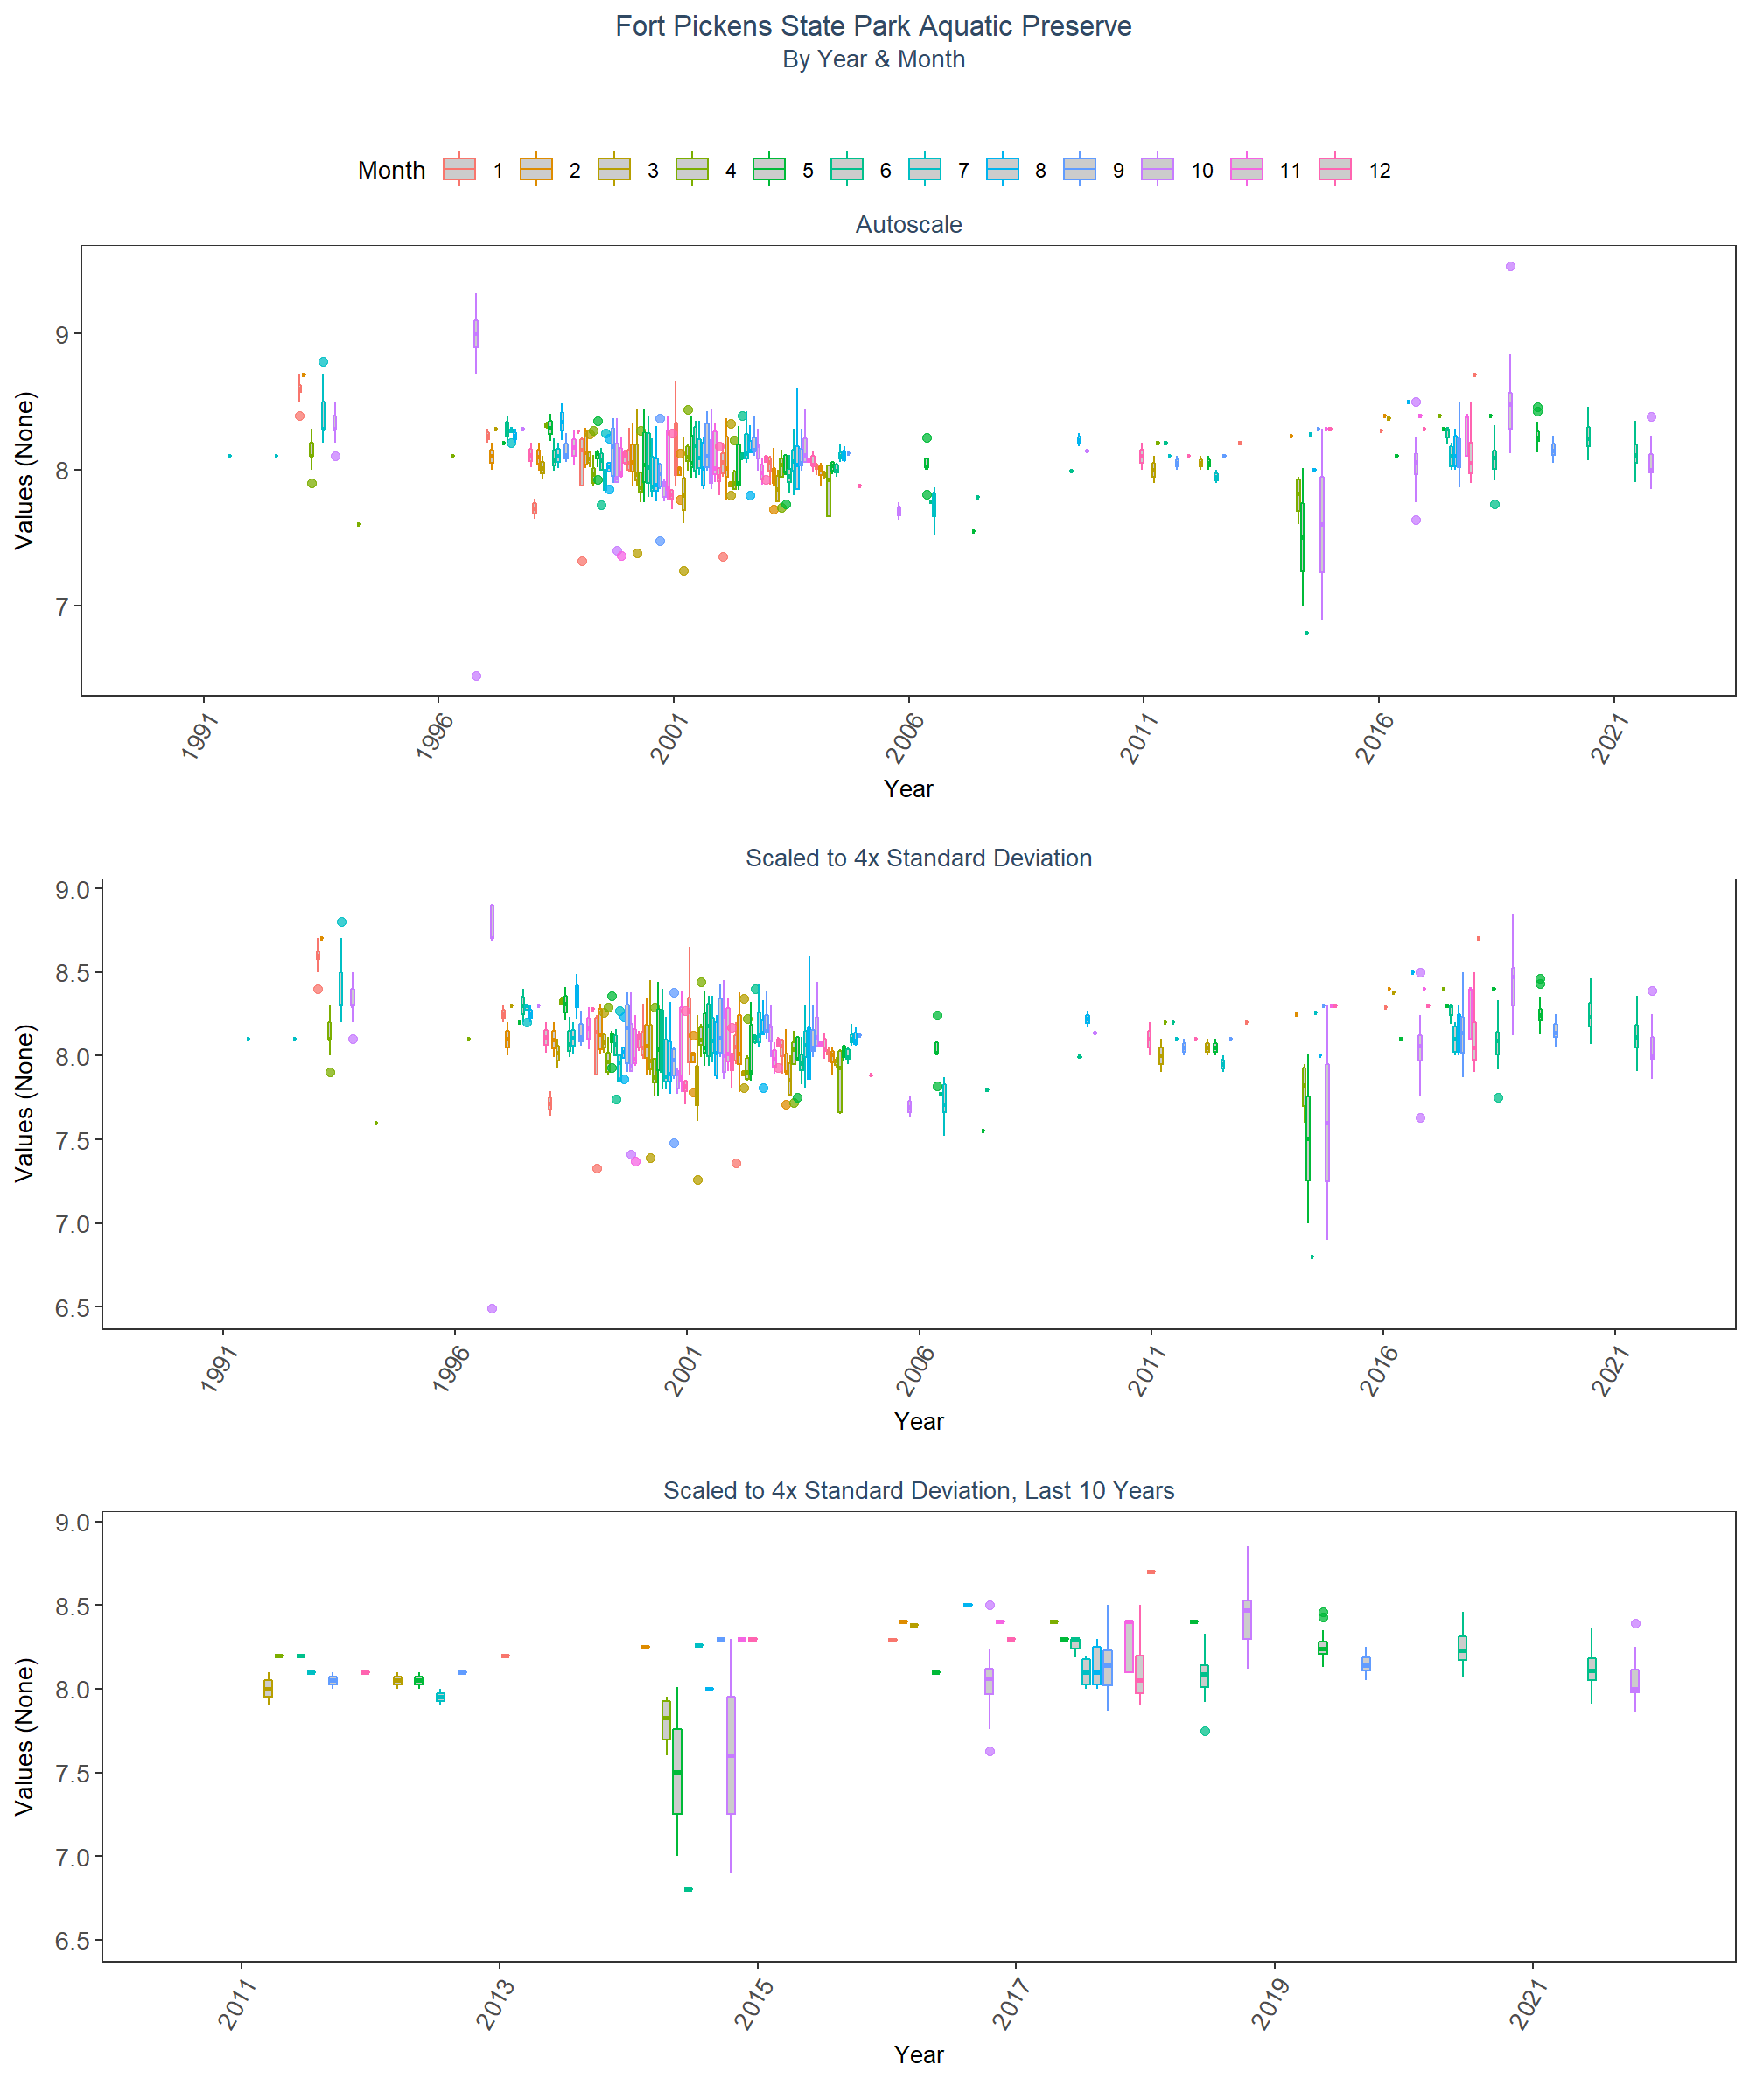 Fort Pickens State Park Aquatic Preserve
By Year & Month
Month 1 2 3 4 5 6 7 8 9 10 11 12
Autoscale
Values (None)
9
8
7
1991 1996 2001 2006 2011 2016 2021
Year
Scaled to 4x Standard Deviation
Values (None)
9.0
8.5
8.0
7.5
7.0
6.5
1991 1996 2001 2006 2011 2016 2021
Year
Scaled to 4x Standard Deviation, Last 10 Years
Values (None)
9.0
8.5
8.0
7.5
7.0
6.5
2011 2013 2015 2017 2019 2021
Year